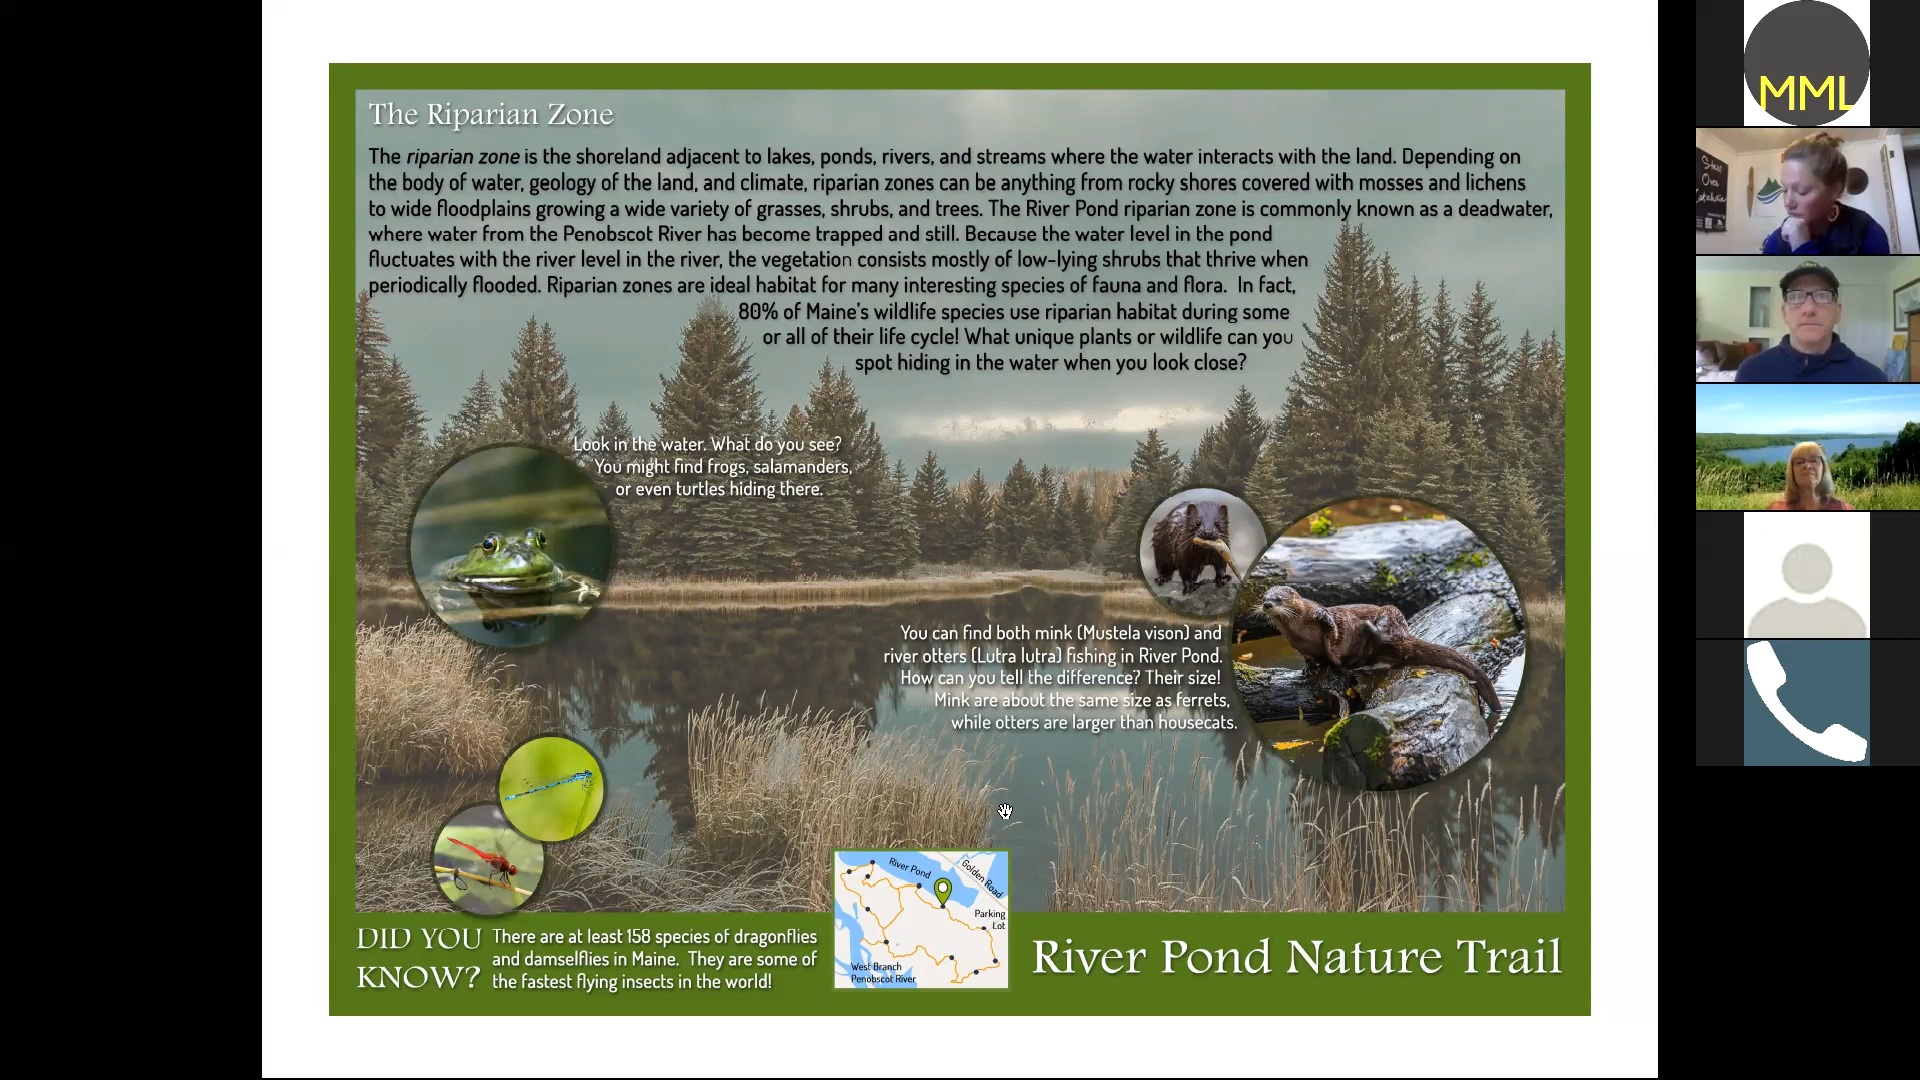 The Riparian Zone
The riparian zone is the shoreland adjacent to lakes, ponds, rivers, and streams where the water interacts with the land. Depending on
the body of water, geology of the land, and climate, riparian zones can be anything from rocky shores covered with mosses and lichens
to wide floodplains growing a wide variety of grasses, shrubs, and trees. The River Pond riparian zone is commonly known as a deadwater,
where water from the Penobscot River has become trapped and still. Because the water level in the pond
fluctuates with the river level in the river, the vegetation consists mostly of low-lying shrubs that thrive when
periodically flooded. Riparian zones are ideal habitat for many interesting species of fauna and flora. In fact,
80% of Maine's wildlife species use riparian habitat during some
or all of their life cycle! What unique plants or wildlife can you
spot hiding in the water when you look close?
Look in the water. What do you see?
You might find frogs, salamanders,
or even turtles hiding there.
You can find both mink (Mustela vison) and
river otters (Lutra lutra) fishing in River Pond.
How can you tell the difference? Their size!
Mink are about the same size as ferrets,
while otters are larger than housecats.
DID YOU
KNOW?
There are at least 158 species of dragonflies
and damselflies in Maine. They are some of
the fastest flying insects in the world!
River Pond
Golden Road
Parking
Lot
West Branch
Penobscot River
River Pond Nature Trail
MML